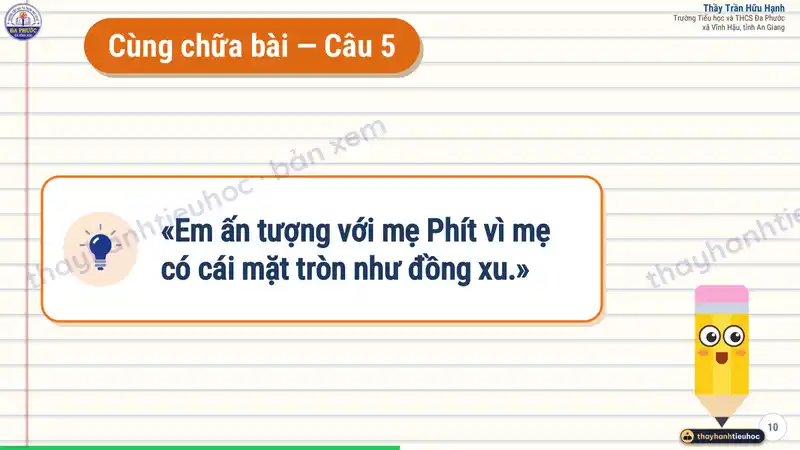 Thầy Trần Hữu Hạnh
Trường Tiểu học và THCS Đa Phước
xã Vĩnh Hậu, tỉnh An Giang
ĐA PHƯỚC
Cùng chữa bài – Câu 5
thayhanhtieuhoc · bản xem
«Em ấn tượng với mẹ Phít vì mẹ
có cái mặt tròn như đồng xu.»
thayhanhtieuhoc
10